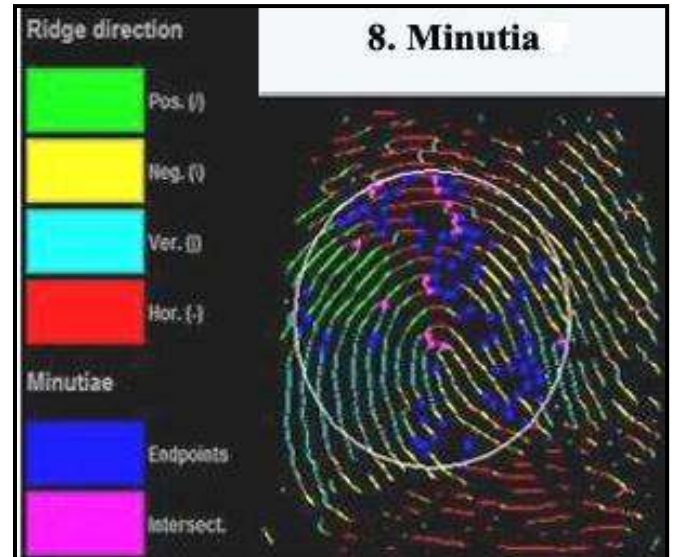 Ridge direction
8. Minutia
Pos. (/)
Neg. (\)
Ver. (|)
Hor. (-)
Minutiae
Endpoints
Intersect.